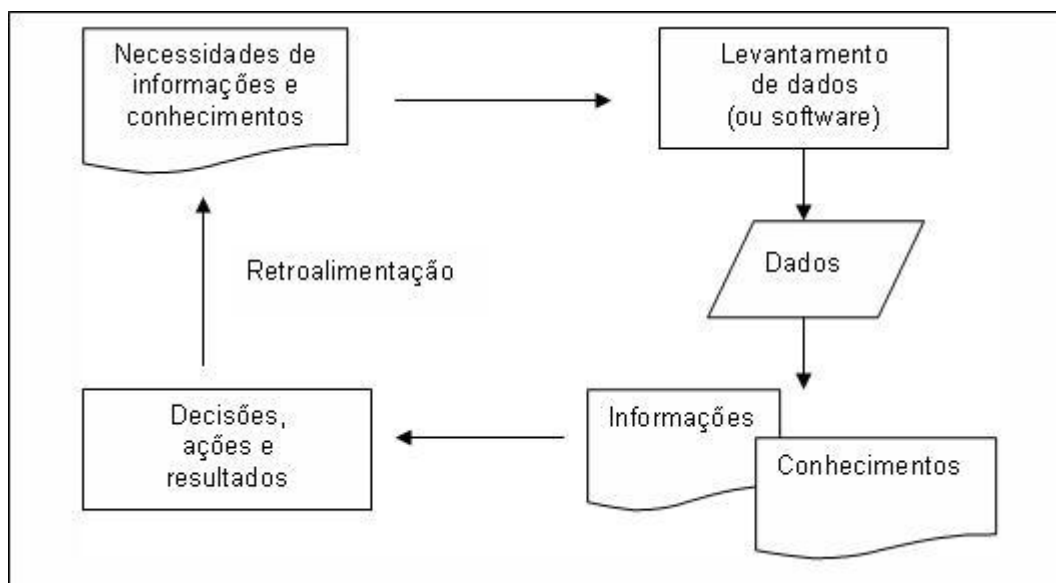 Necessidades de
informações e
conhecimentos
Levantamento
de dados
(ou software)
Dados
Informações
Conhecimentos
Decisões,
ações e
resultados
Retroalimentação